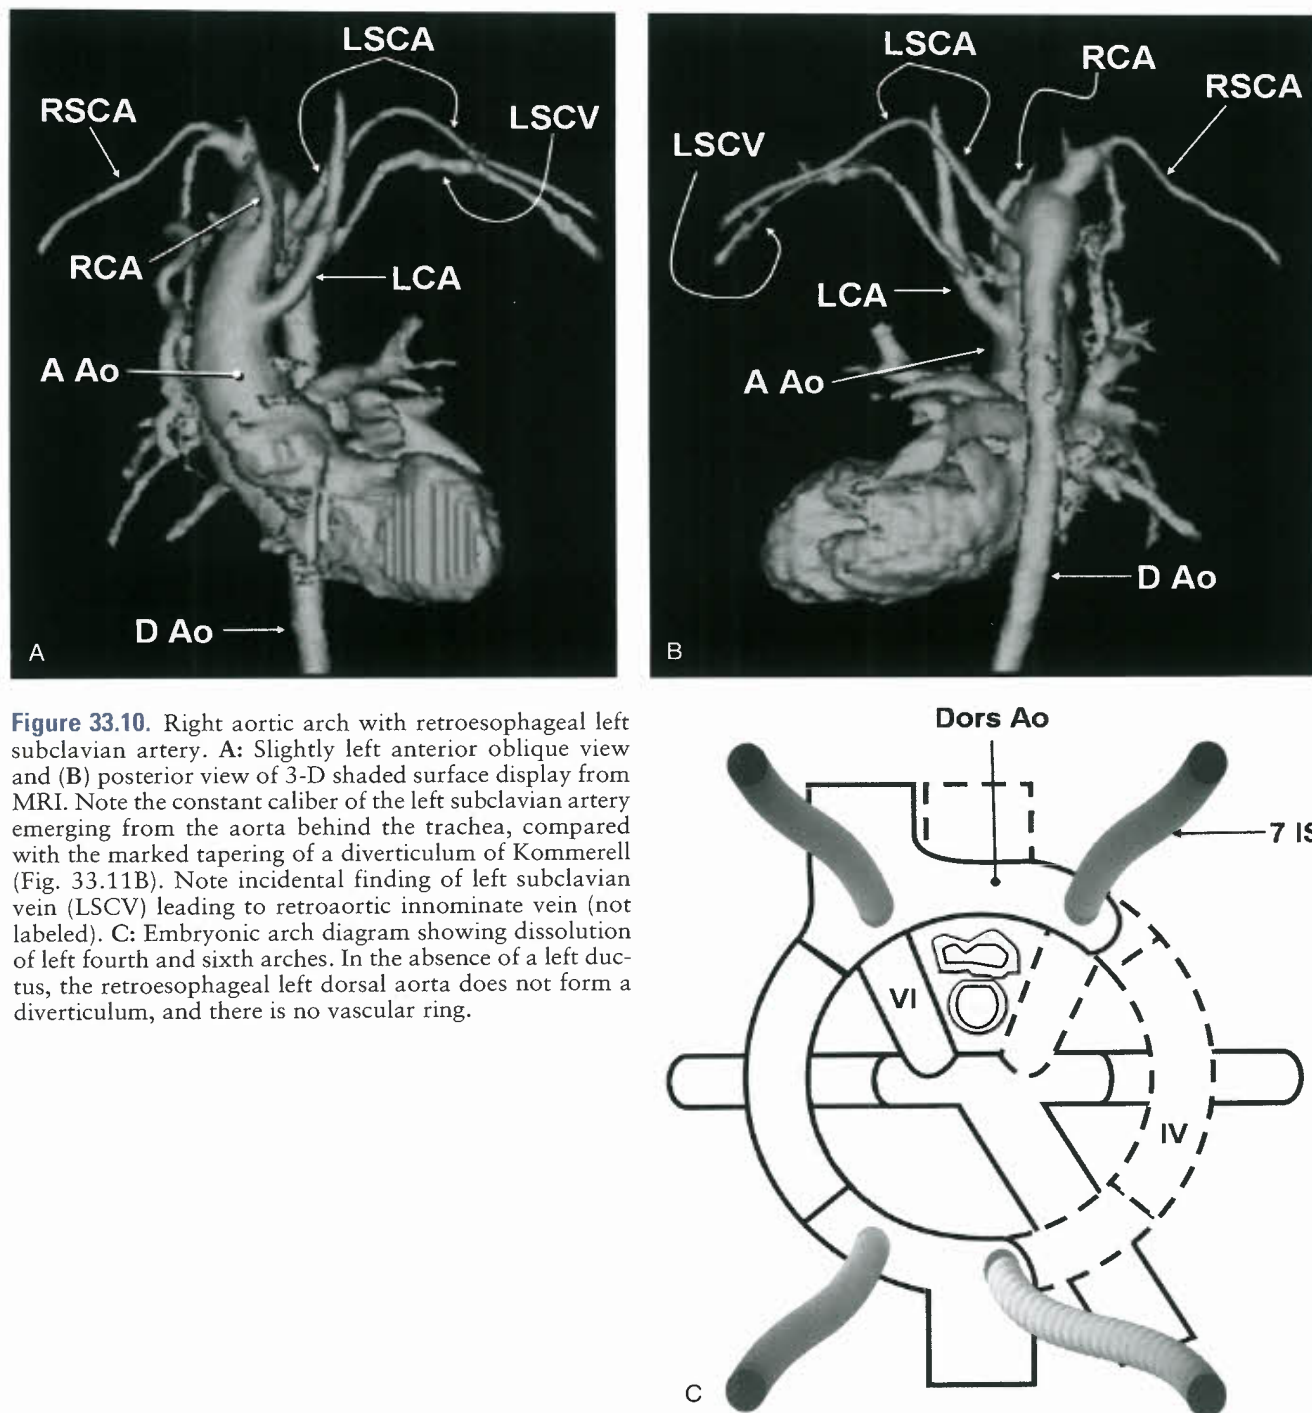 LSCA
RSCA
LSCV
RCA
LCA
A Ao
D Ao
A
LSCA
RCA
RSCA
LSCV
LCA
A Ao
D Ao
B
Figure 33.10. Right aortic arch with retroesophageal left
subclavian artery. A: Slightly left anterior oblique view
and (B) posterior view of 3-D shaded surface display from
MRI. Note the constant caliber of the left subclavian artery
emerging from the aorta behind the trachea, compared
with the marked tapering of a diverticulum of Kommerell
(Fig. 33.11B). Note incidental finding of left subclavian
vein (LSCV) leading to retroaortic innominate vein (not
labeled). C: Embryonic arch diagram showing dissolution
of left fourth and sixth arches. In the absence of a left duc-
tus, the retroesophageal left dorsal aorta does not form a
diverticulum, and there is no vascular ring.
Dors Ao
7 IS
VI
IV
C